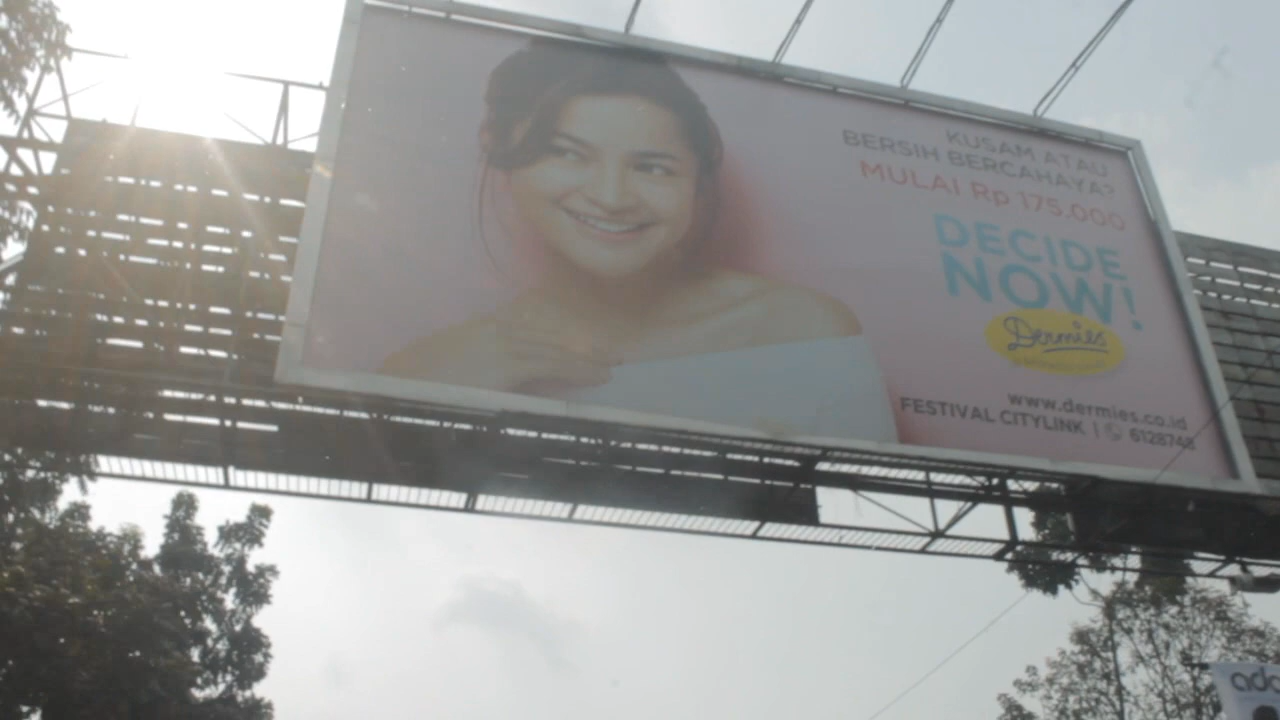 KUSAM ATAU
BERSIH BERCAHAYA?
MULAI Rp 175.000
DECIDE
NOW!
Dermies
www.dermies.co.id
FESTIVAL CITYLINK | 6128748